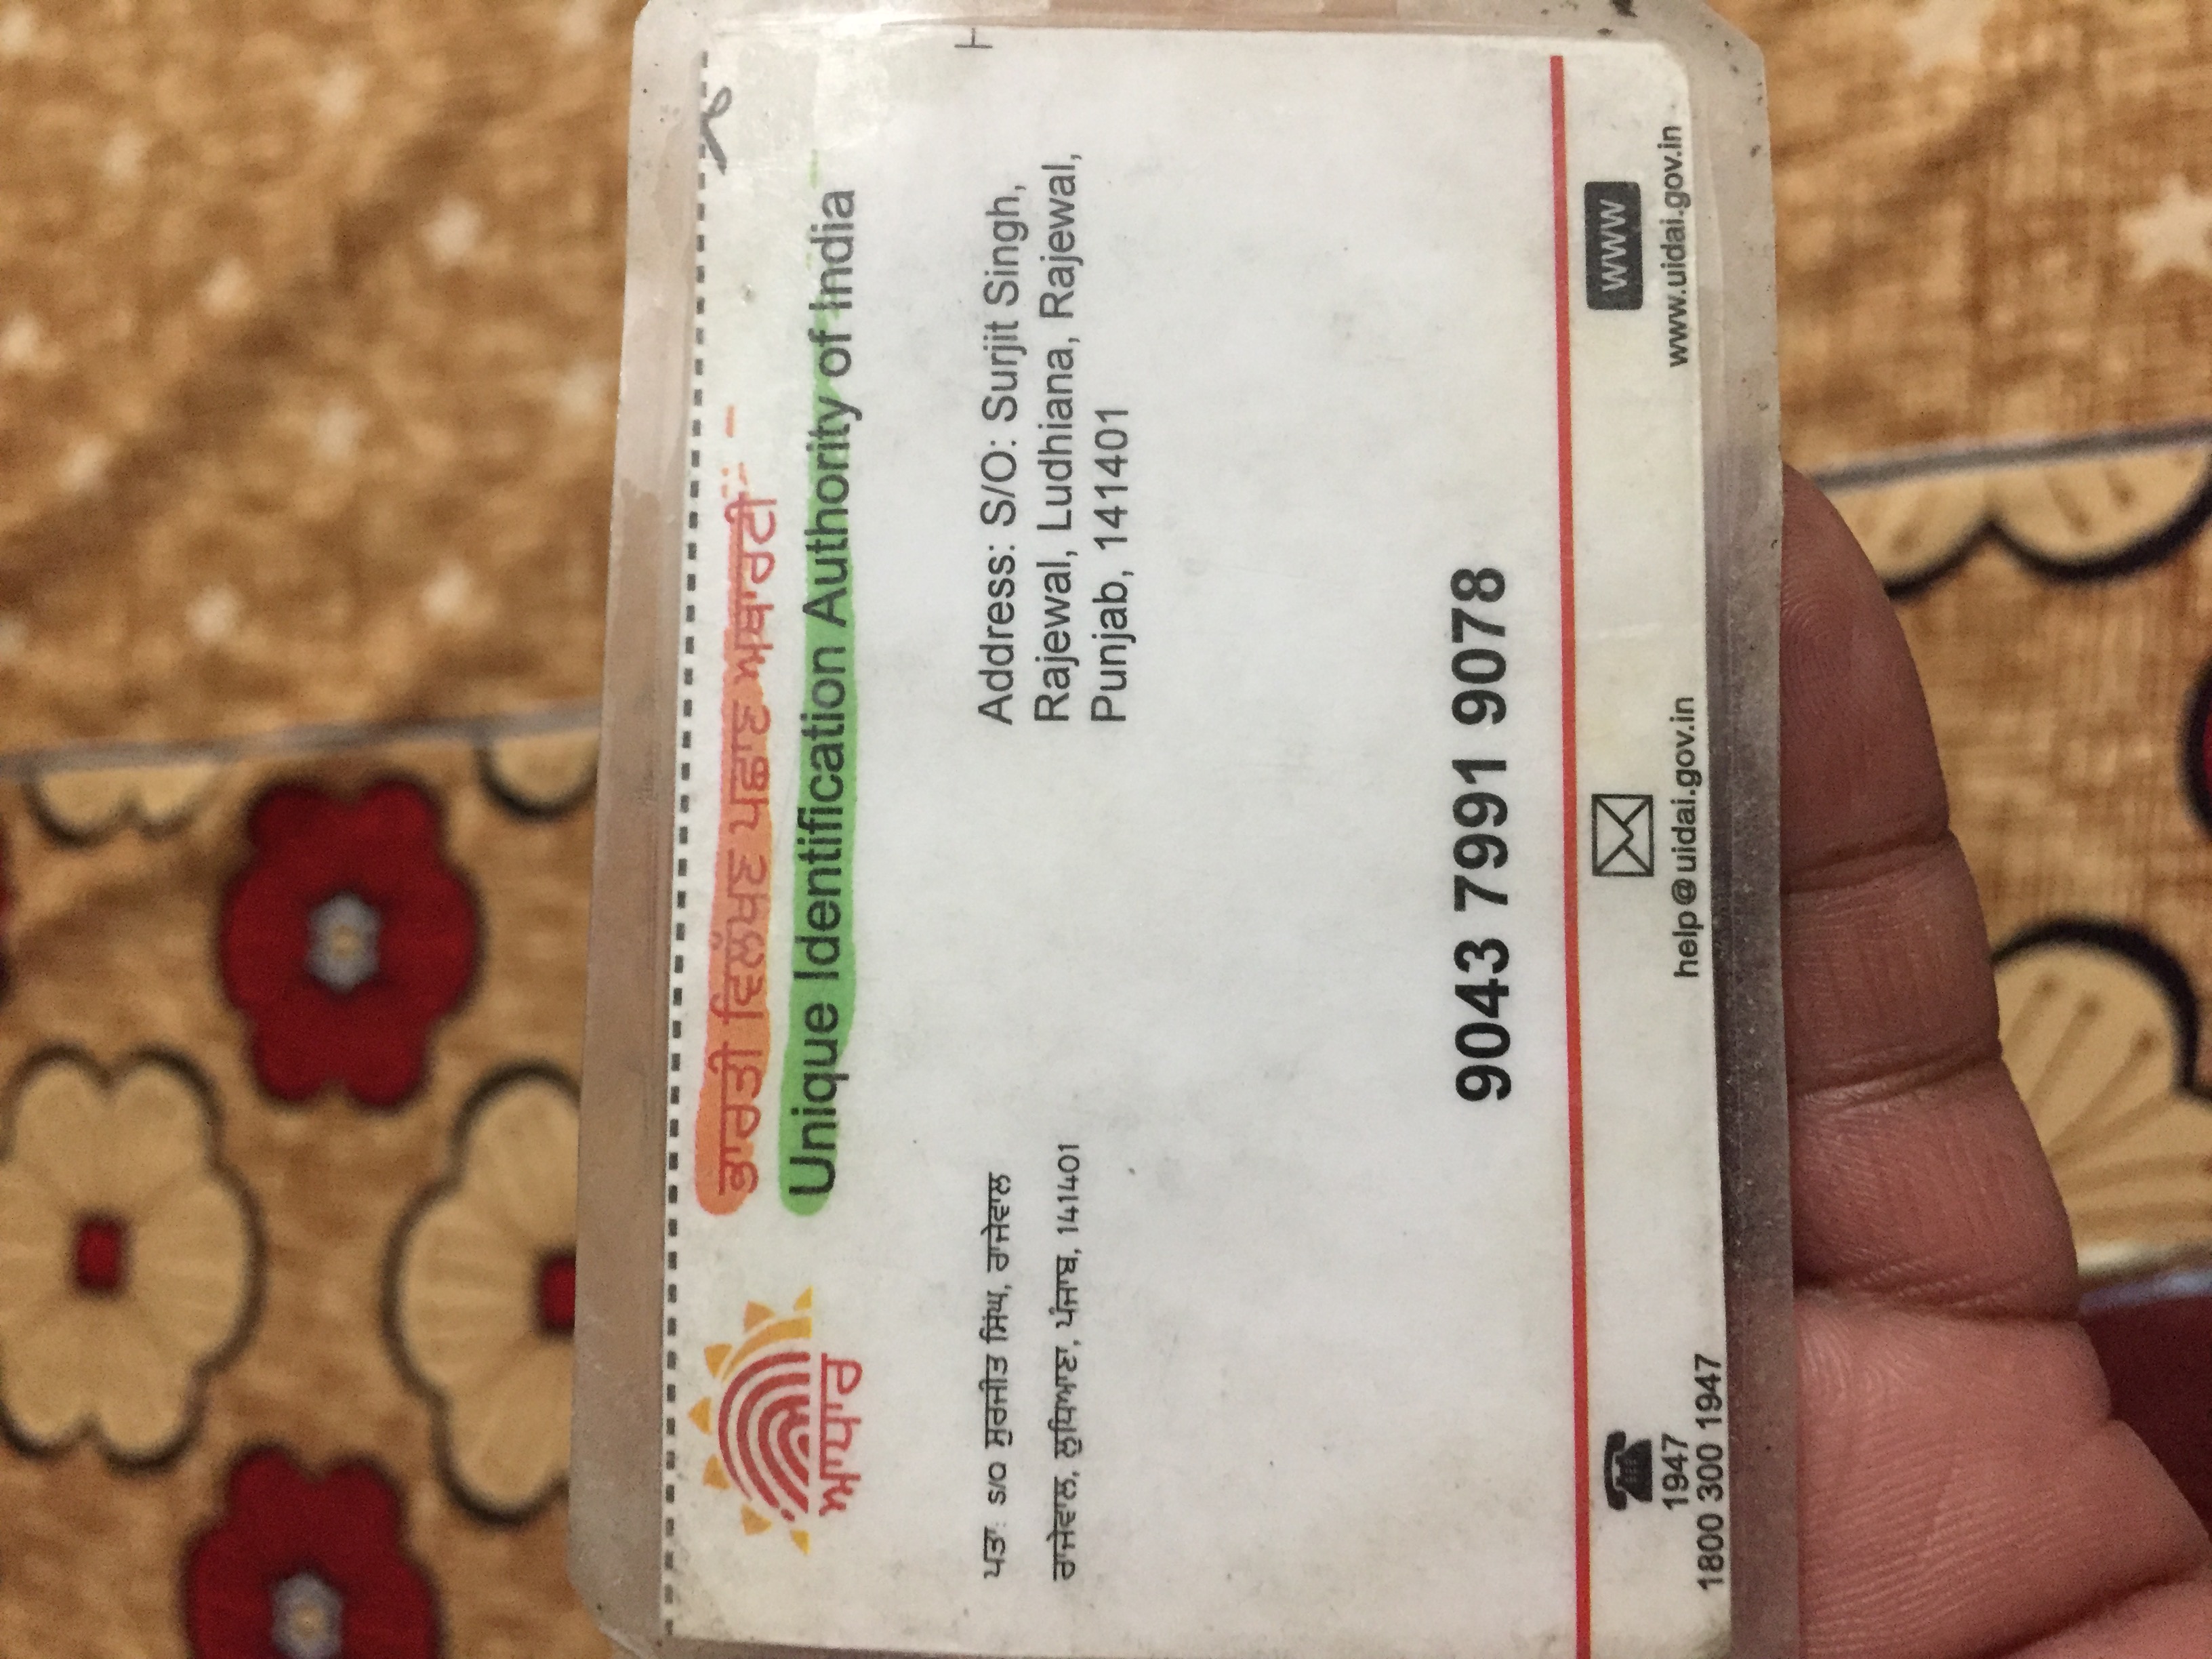 ਆਧਾਰ
ਭਾਰਤੀ ਵਿਲੱਖਣ ਪਛਾਣ ਅਥਾਰਟੀ
Unique Identification Authority of India
ਪਤਾ: S/O ਸੁਰਜੀਤ ਸਿੰਘ, ਰਾਜੇਵਾਲ
ਰਾਜੇਵਾਲ, ਲੁਧਿਆਣਾ, ਪੰਜਾਬ, 141401
Address: S/O: Surjit Singh,
Rajewal, Ludhiana, Rajewal,
Punjab, 141401
9043 7991 9078
1947
1800 300 1947
help@uidai.gov.in
WWW
www.uidai.gov.in